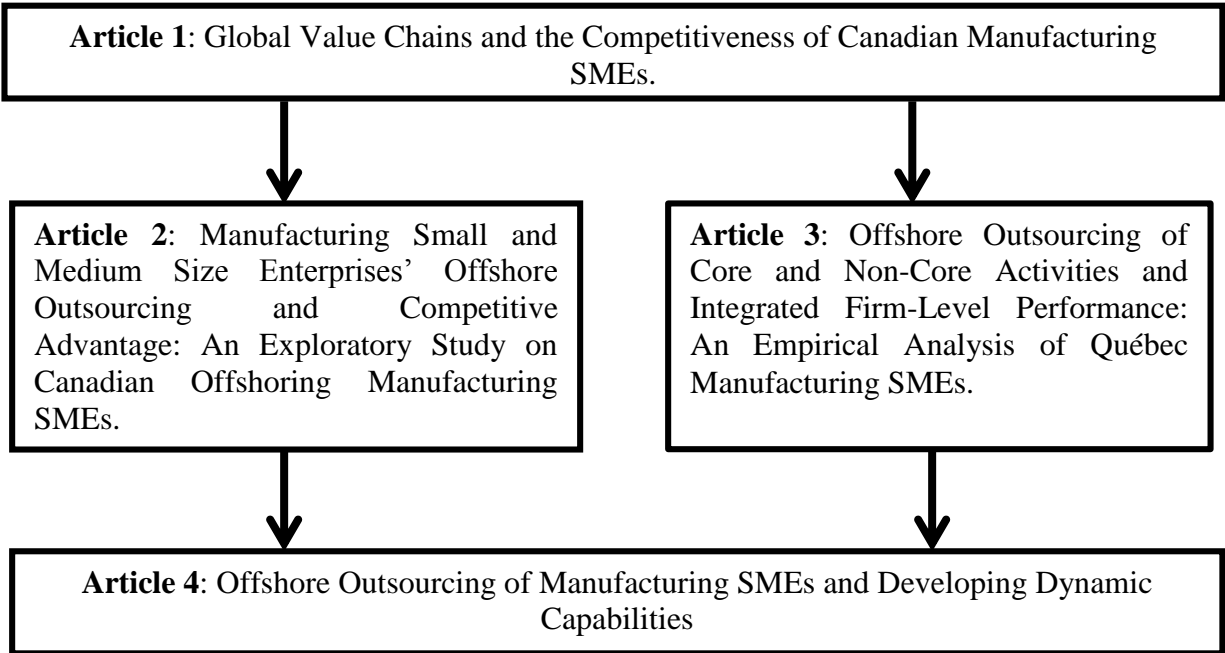 Article 1: Global Value Chains and the Competitiveness of Canadian Manufacturing
SMEs.
Article 2: Manufacturing Small and
Medium Size Enterprises’ Offshore
Outsourcing and Competitive
Advantage: An Exploratory Study on
Canadian Offshoring Manufacturing
SMEs.
Article 3: Offshore Outsourcing of
Core and Non-Core Activities and
Integrated Firm-Level Performance:
An Empirical Analysis of Québec
Manufacturing SMEs.
Article 4: Offshore Outsourcing of Manufacturing SMEs and Developing Dynamic
Capabilities